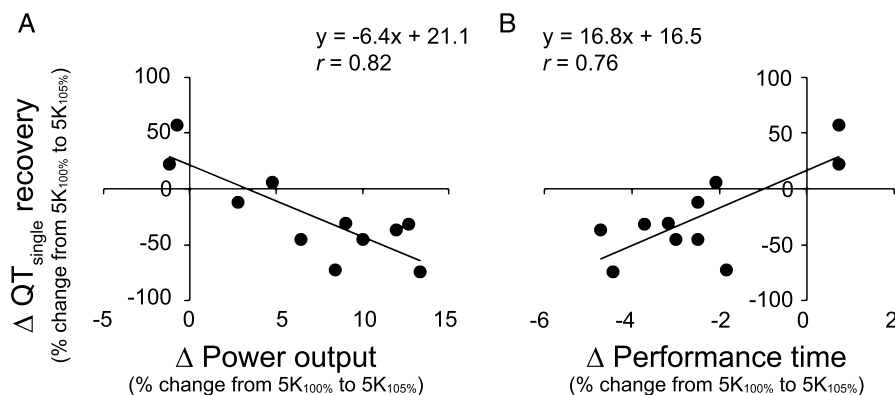 A
y = -6.4x + 21.1
r = 0.82
B
y = 16.8x + 16.5
r = 0.76
Δ QTsingle recovery
(% change from 5K100% to 5K105%)
100
50
0
-50
-100
-5
0
5
10
15
Δ Power output
(% change from 5K100% to 5K105%)
100
50
0
-50
-100
-6
-4
-2
0
2
Δ Performance time
(% change from 5K100% to 5K105%)